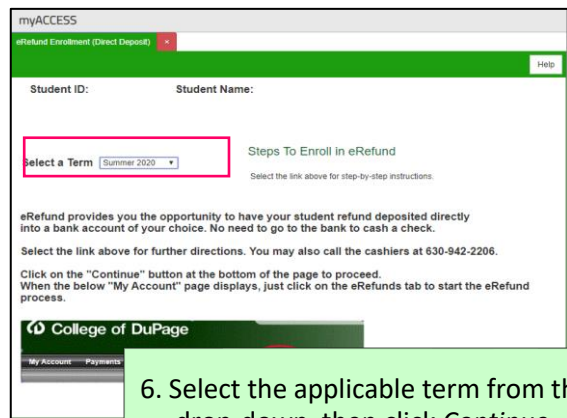 myACCESS
eRefund Enrollment (Direct Deposit) ×
Help
Student ID: Student Name:
Steps To Enroll in eRefund
Select a Term Summer 2020
Select the link above for step-by-step instructions.
eRefund provides you the opportunity to have your student refund deposited directly
into a bank account of your choice. No need to go to the bank to cash a check.
Select the link above for further directions. You may also call the cashiers at 630-942-2206.
Click on the "Continue" button at the bottom of the page to proceed.
When the below "My Account" page displays, just click on the eRefunds tab to start the eRefund
process.
College of DuPage
My Account Payments
6. Select the applicable term from th
drop down, then click Continue